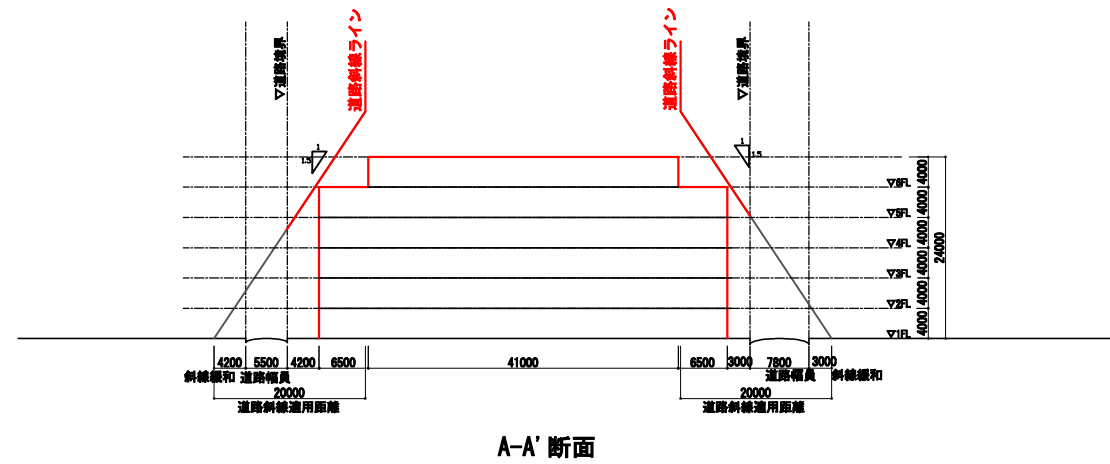 道路斜線ライン
▽道路境界
道路斜線ライン
▽道路境界
1
1.5
1
1.5
▽6FL
▽5FL
▽4FL
▽3FL
▽2FL
▽1FL
4000
4000
4000
4000
4000
4000
24000
4200 5500 4200 6500 41000 6500 3000 7800 3000
斜線緩和 道路幅員 道路幅員 斜線緩和
20000 20000
道路斜線適用距離 道路斜線適用距離
A-A' 断面